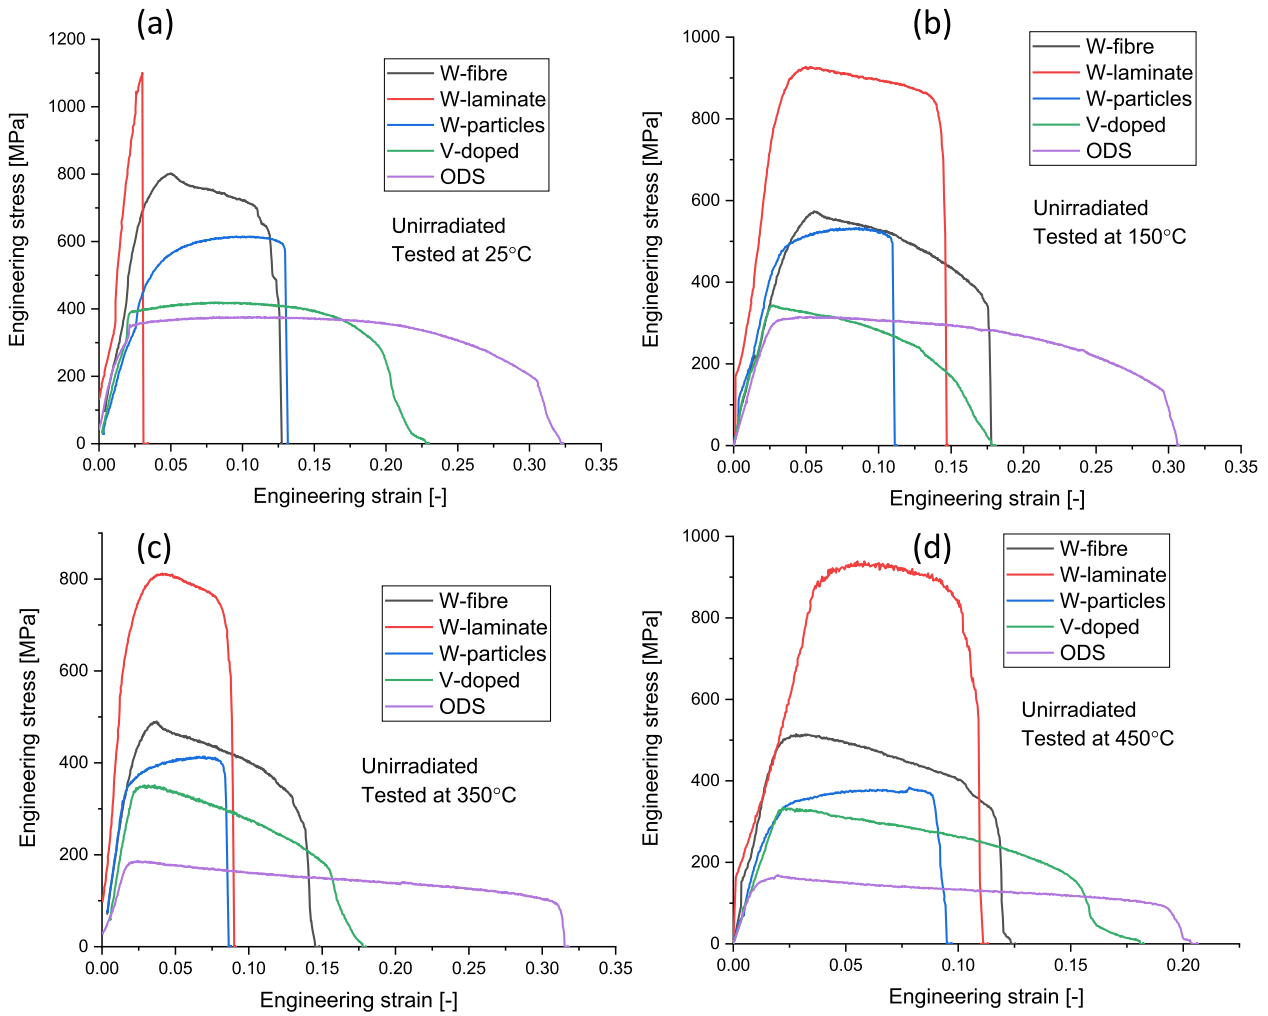 (a)
1200
1000
800
600
400
200
0
Engineering stress [MPa]
W-fibre
W-laminate
W-particles
V-doped
ODS
Unirradiated
Tested at 25°C
0.00 0.05 0.10 0.15 0.20 0.25 0.30 0.35
Engineering strain [-]
(b)
1000
800
600
400
200
0
Engineering stress [MPa]
W-fibre
W-laminate
W-particles
V-doped
ODS
Unirradiated
Tested at 150°C
0.00 0.05 0.10 0.15 0.20 0.25 0.30 0.35
Engineering strain [-]
(c)
800
600
400
200
0
Engineering stress [MPa]
W-fibre
W-laminate
W-particles
V-doped
ODS
Unirradiated
Tested at 350°C
0.00 0.05 0.10 0.15 0.20 0.25 0.30 0.35
Engineering strain [-]
(d)
1000
800
600
400
200
0
Engineering stress [MPa]
W-fibre
W-laminate
W-particles
V-doped
ODS
Unirradiated
Tested at 450°C
0.00 0.05 0.10 0.15 0.20
Engineering strain [-]